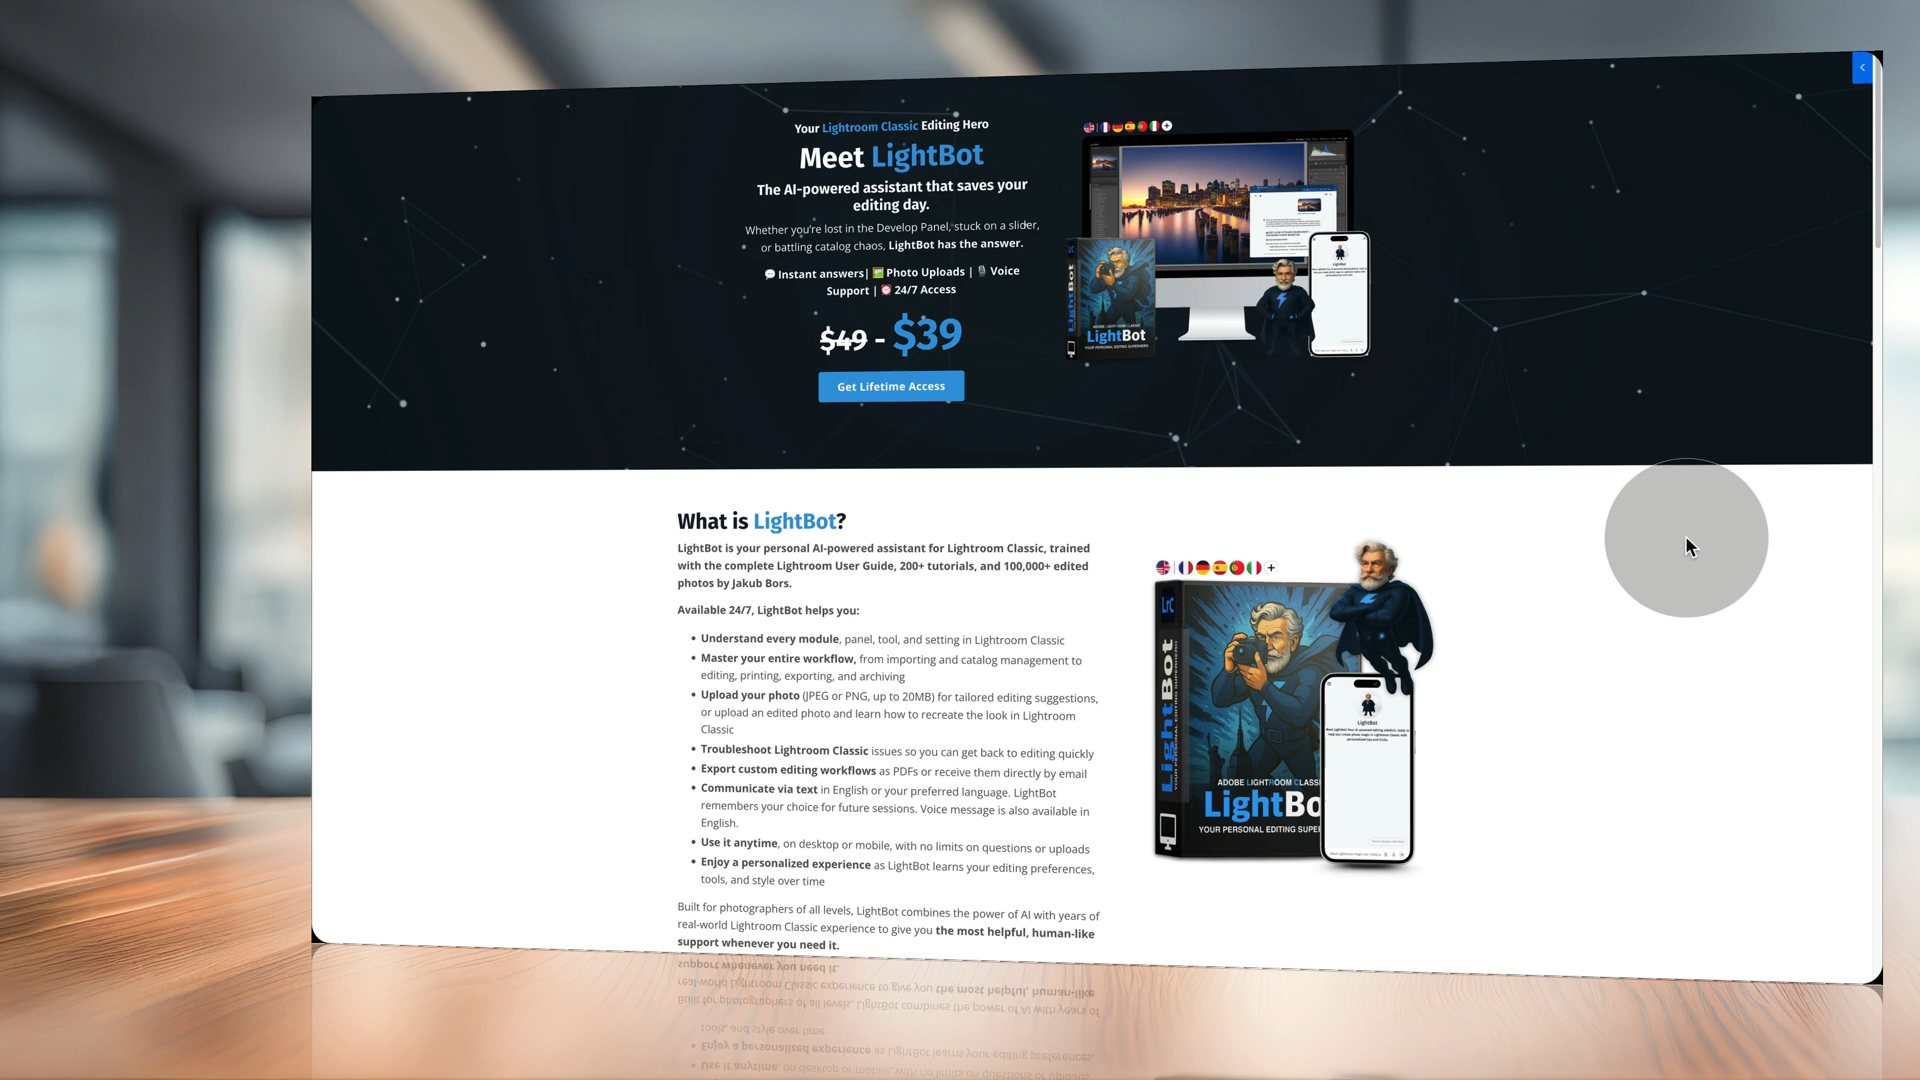 Your Lightroom Classic Editing Hero
Meet LightBot
The AI-powered assistant that saves your
editing day.
Whether you’re lost in the Develop Panel, stuck on a slider,
or battling catalog chaos, LightBot has the answer.
💬 Instant answers| 🖼️ Photo Uploads | 🎙️ Voice
Support | ⏰ 24/7 Access
$49 - $39
Get Lifetime Access
LightBot
ADOBE LIGHTROOM CLASSIC
LightBot
YOUR PERSONAL EDITING SUPERHERO
LightBot
What is LightBot?
LightBot is your personal AI-powered assistant for Lightroom Classic, trained
with the complete Lightroom User Guide, 200+ tutorials, and 100,000+ edited
photos by Jakub Bors.
Available 24/7, LightBot helps you:
• Understand every module, panel, tool, and setting in Lightroom Classic
• Master your entire workflow, from importing and catalog management to
editing, printing, exporting, and archiving
• Upload your photo (JPEG or PNG, up to 20MB) for tailored editing suggestions,
or upload an edited photo and learn how to recreate the look in Lightroom
Classic
• Troubleshoot Lightroom Classic issues so you can get back to editing quickly
• Export custom editing workflows as PDFs or receive them directly by email
• Communicate via text in English or your preferred language. LightBot
remembers your choice for future sessions. Voice message is also available in
English.
• Use it anytime, on desktop or mobile, with no limits on questions or uploads
• Enjoy a personalized experience as LightBot learns your editing preferences,
tools, and style over time
Built for photographers of all levels, LightBot combines the power of AI with years of
real-world Lightroom Classic experience to give you the most helpful, human-like
support whenever you need it.
LrC
LightBot
ADOBE LIGHTROOM CLASS
LightBo
YOUR PERSONAL EDITING SUPER
LightBot